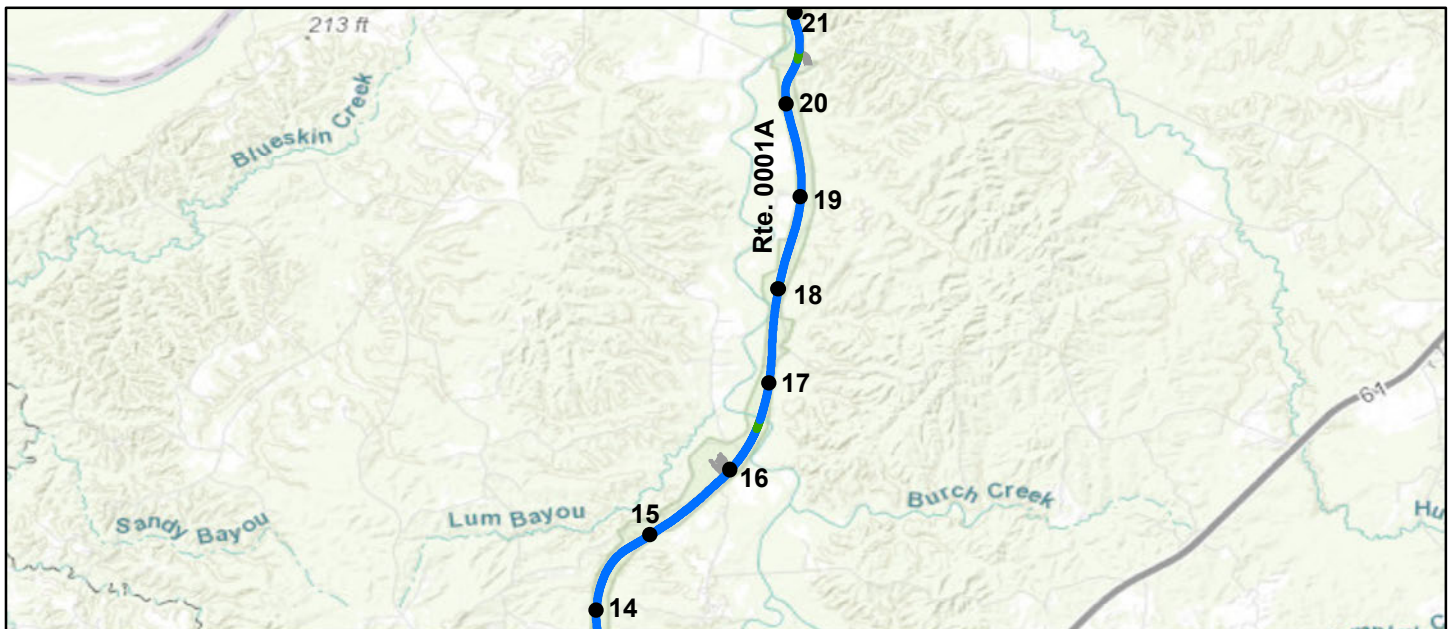 213 ft
21
Blueskin Creek
20
Rte. 0001A
19
18
17
61
16
Burch Creek
15
Lum Bayou
Sandy Bayou
Hu
14